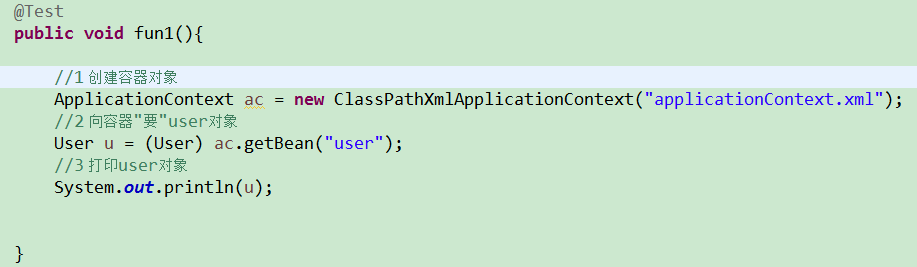 @Test
public void fun1(){
//1 创建容器对象
ApplicationContext ac = new ClassPathXmlApplicationContext("applicationContext.xml");
//2 向容器"要"user对象
User u = (User) ac.getBean("user");
//3 打印user对象
System.out.println(u);
}